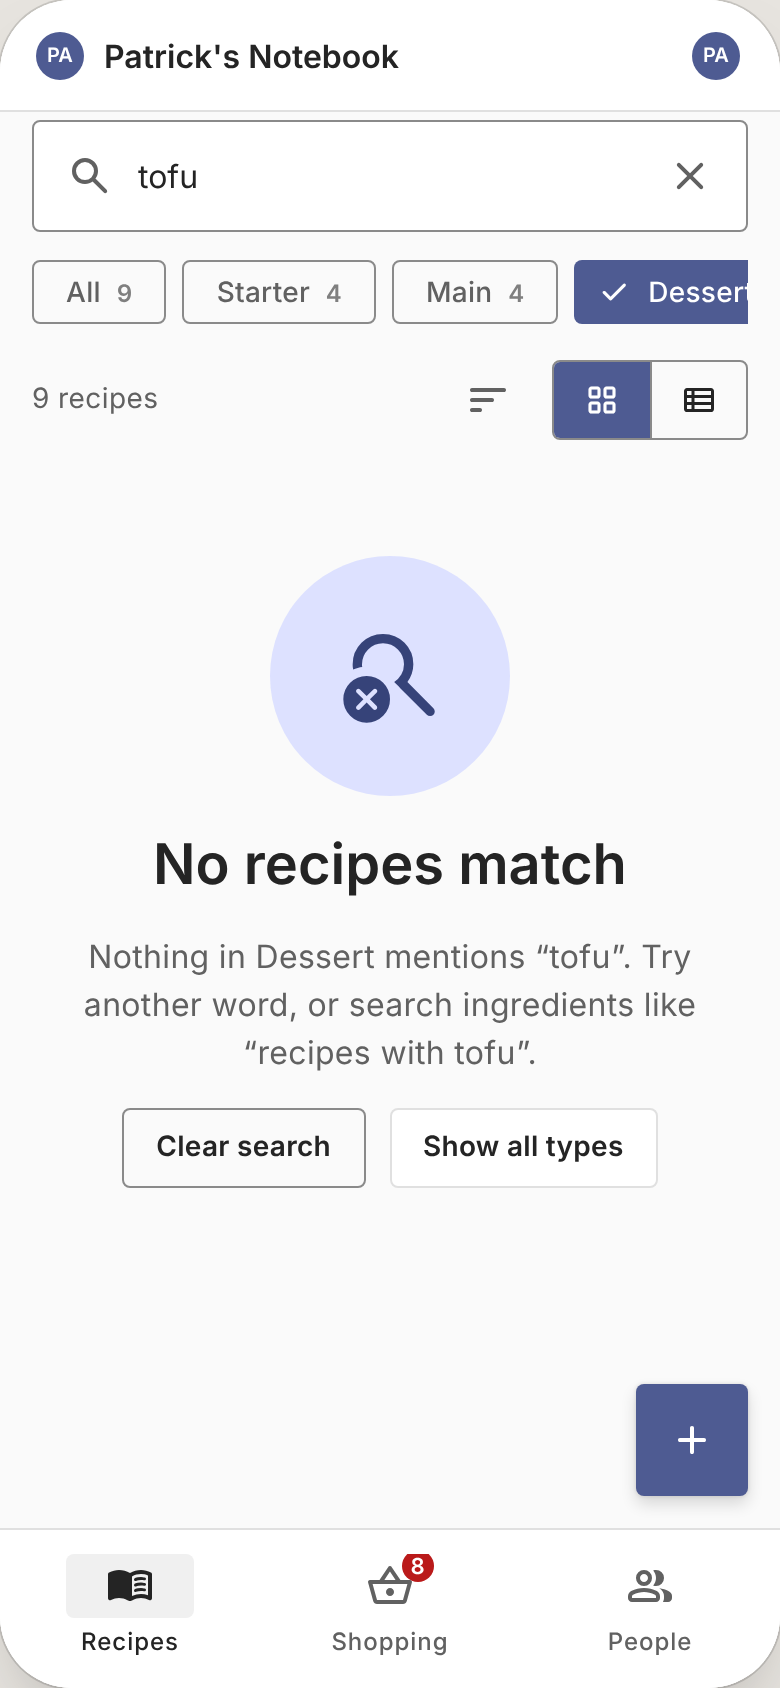 PA Patrick's Notebook PA
tofu
All 9 Starter 4 Main 4 Dessert
9 recipes
No recipes match
Nothing in Dessert mentions “tofu”. Try
another word, or search ingredients like
“recipes with tofu”.
Clear search Show all types
8
Recipes Shopping People